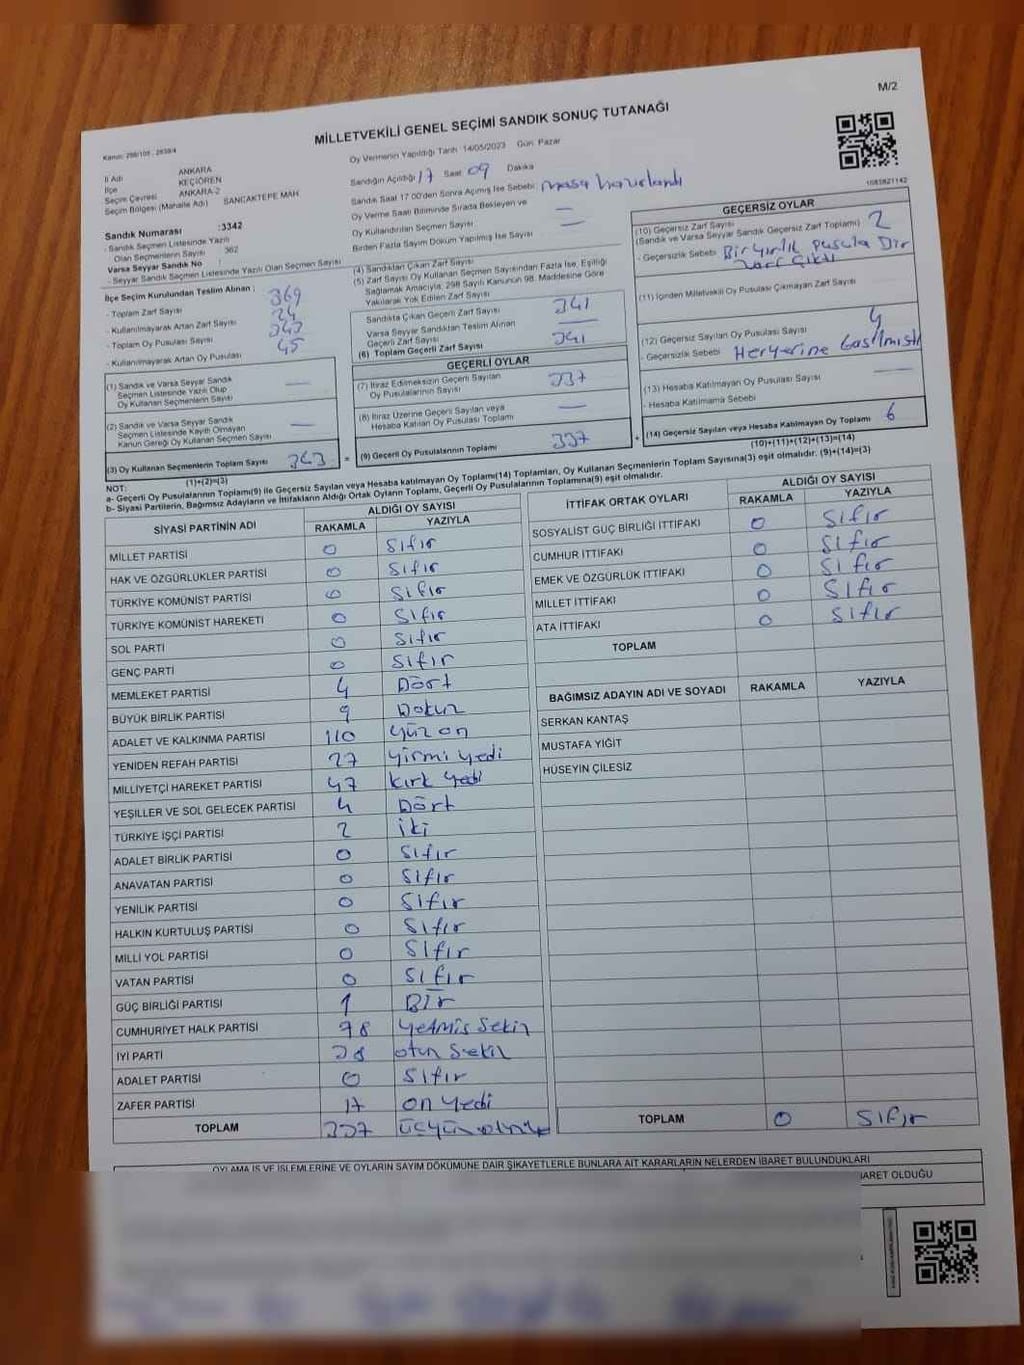 M/2
MİLLETVEKİLİ GENEL SEÇİMİ SANDIK SONUÇ TUTANAĞI
Kanun: 298/105 , 2839/4
Oy Vermenin Yapıldığı Tarih: 14/05/2023 Gün: Pazar
İl Adı ANKARA
İlçe KEÇİÖREN
Seçim Çevresi ANKARA-2
Seçim Bölgesi (Mahalle Adı) SANCAKTEPE MAH
Sandık Numarası :3342
- Sandık Seçmen Listesinde Yazılı
Olan Seçmenlerin Sayısı : 362
Varsa Seyyar Sandık No :
- Seyyar Sandık Seçmen Listesinde Yazılı Olan Seçmen Sayısı
Sandığın Açıldığı 17 Saat 09 Dakika
Sandık Saat 17:00'den Sonra Açımış İse Sebebi: masa hazırlandı
Oy Verme Saati Bitiminde Sırada Bekleyen ve
Oy Kullandırılan Seçmen Sayısı —
Birden Fazla Sayım Döküm Yapılmış İse Sayısı —
1083821142
İlçe Seçim Kurulundan Teslim Alınan :
- Toplam Zarf Sayısı 369
- Kullanılmayarak Artan Zarf Sayısı 24
- Toplam Oy Pusulası Sayısı
- Kullanılmayarak Artan Oy Pusulası 45
(1) Sandık ve Varsa Seyyar Sandık
Seçmen Listesinde Yazılı Olup
Oy Kullanan Seçmenlerin Sayısı —
(2) Sandık ve Varsa Seyyar Sandık
Seçmen Listesinde Kayıtlı Olmayan
Kanun Gereği Oy Kullanan Seçmen Sayısı —
(3) Oy Kullanan Seçmenlerin Toplam Sayısı 343
(1)+(2)=(3)
(4) Sandıktan Çıkan Zarf Sayısı
(5) Zarf Sayısı Oy Kullanan Seçmen Sayısından Fazla İse, Eşitliği
Sağlamak Amacıyla, 298 Sayılı Kanunun 98. Maddesine Göre
Yakılarak Yok Edilen Zarf Sayısı
Sandıkta Çıkan Geçerli Zarf Sayısı 341
Varsa Seyyar Sandıktan Teslim Alınan
Geçerli Zarf Sayısı —
(6) Toplam Geçerli Zarf Sayısı 341
GEÇERLİ OYLAR
(7) İtiraz Edilmeksizin Geçerli Sayılan
Oy Pusulalarının Sayısı 337
(8) İtiraz Üzerine Geçerli Sayılan veya
Hesaba Katılan Oy Pusulası Toplamı —
= (9) Geçerli Oy Pusulalarının Toplamı 337 +
GEÇERSİZ OYLAR
(10) Geçersiz Zarf Sayısı
(Sandık ve Varsa Seyyar Sandık Geçersiz Zarf Toplamı) 2
- Geçersizlik Sebebi Bir pusula Bir
zarf çıktı
(11) İçinden Milletvekili Oy Pusulası Çıkmayan Zarf Sayısı
(12) Geçersiz Sayılan Oy Pusulası Sayısı 4
- Geçersizlik Sebebi Heryerine basılmıştı
(13) Hesaba Katılmayan Oy Pusulası Sayısı —
- Hesaba Katılmama Sebebi
(14) Geçersiz Sayılan veya Hesaba Katılmayan Oy Toplamı 6
(10)+(11)+(12)+(13)=(14)
NOT:
a- Geçerli Oy Pusulalarının Toplamı(9) ile Geçersiz Sayılan veya Hesaba katılmayan Oy Toplamı(14) Toplamları, Oy Kullanan Seçmenlerin Toplam Sayısına(3) eşit olmalıdır. (9)+(14)=(3)
b- Siyasi Partilerin, Bağımsız Adayların ve İttifakların Aldığı Ortak Oyların Toplamı, Geçerli Oy Pusulalarının Toplamına(9) eşit olmalıdır.
SİYASİ PARTİNİN ADI ALDIĞI OY SAYISI
RAKAMLA YAZIYLA
MİLLET PARTİSİ 0 Sıfır
HAK VE ÖZGÜRLÜKLER PARTİSİ 0 Sıfır
TÜRKİYE KOMÜNİST PARTİSİ 0 Sıfır
TÜRKİYE KOMÜNİST HAREKETİ 0 Sıfır
SOL PARTİ 0 Sıfır
GENÇ PARTİ 0 Sıfır
MEMLEKET PARTİSİ 4 Dört
BÜYÜK BİRLİK PARTİSİ 9 Dokuz
ADALET VE KALKINMA PARTİSİ 110 yüz on
YENİDEN REFAH PARTİSİ 27 yirmi yedi
MİLLİYETÇİ HAREKET PARTİSİ 47 kırk yedi
YEŞİLLER VE SOL GELECEK PARTİSİ 4 Dört
TÜRKİYE İŞÇİ PARTİSİ 2 iki
ADALET BİRLİK PARTİSİ 0 Sıfır
ANAVATAN PARTİSİ 0 Sıfır
YENİLİK PARTİSİ 0 Sıfır
HALKIN KURTULUŞ PARTİSİ 0 Sıfır
MİLLİ YOL PARTİSİ 0 Sıfır
VATAN PARTİSİ 0 Sıfır
GÜÇ BİRLİĞİ PARTİSİ 1 Bir
CUMHURİYET HALK PARTİSİ 78 yetmiş sekiz
İYİ PARTİ 38 otuz sekiz
ADALET PARTİSİ 0 Sıfır
ZAFER PARTİSİ 17 on yedi
TOPLAM 337
İTTİFAK ORTAK OYLARI ALDIĞI OY SAYISI
RAKAMLA YAZIYLA
SOSYALİST GÜÇ BİRLİĞİ İTTİFAKI 0 Sıfır
CUMHUR İTTİFAKI 0 Sıfır
EMEK VE ÖZGÜRLÜK İTTİFAKI 0 Sıfır
MİLLET İTTİFAKI 0 Sıfır
ATA İTTİFAKI 0 Sıfır
TOPLAM
BAĞIMSIZ ADAYIN ADI VE SOYADI RAKAMLA YAZIYLA
SERKAN KANTAŞ
MUSTAFA YİĞİT
HÜSEYİN ÇİLESİZ
TOPLAM 0 Sıfır
OYLAMA İŞ VE İŞLEMLERİNE VE OYLARIN SAYIM DÖKÜMÜNE DAİR ŞİKAYETLERLE BUNLARA AİT KARARLARIN NELERDEN İBARET BULUNDUKLARI
İBARET OLDUĞU